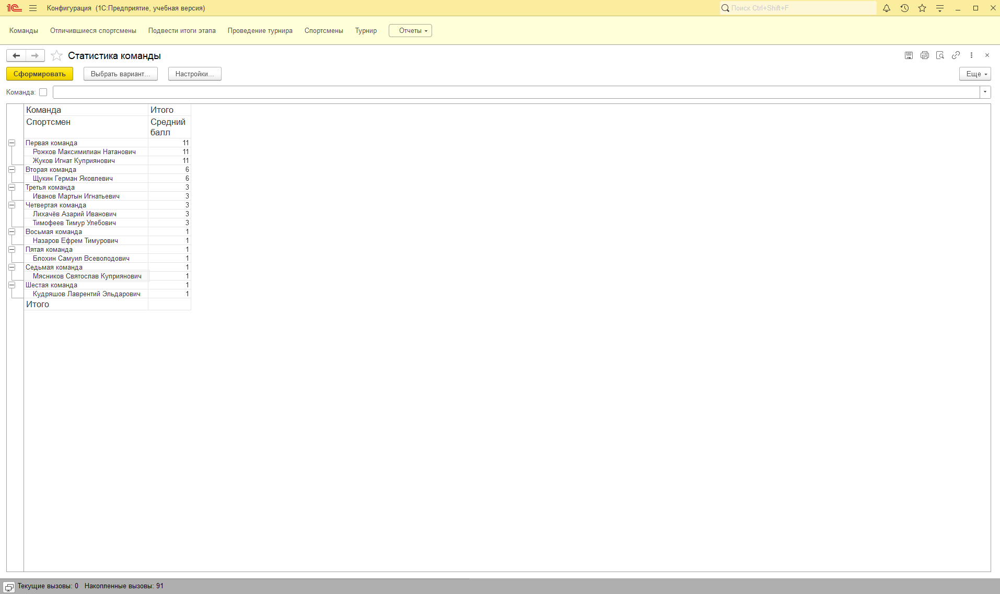 1С Конфигурация (1С:Предприятие, учебная версия) Поиск Ctrl+Shift+F
Команды Отличившиеся спортсмены Подвести итоги этапа Проведение турнира Спортсмены Турнир Отчеты
Статистика команды
Сформировать Выбрать вариант... Настройки... Еще
Команда:
Команда Итого
Спортсмен Средний балл
Первая команда 11
Рожков Максимилиан Натанович 11
Жуков Игнат Куприянович 11
Вторая команда 6
Щукин Герман Яковлевич 6
Третья команда 3
Иванов Мартын Игнатьевич 3
Четвертая команда 3
Лихачёв Азарий Иванович 3
Тимофеев Тимур Улебович 3
Восьмая команда 1
Назаров Ефрем Тимурович 1
Пятая команда 1
Блохин Самуил Всеволодович 1
Седьмая команда 1
Мясников Святослав Куприянович 1
Шестая команда 1
Кудряшов Лаврентий Эльдарович 1
Итого
Текущие вызовы: 0 Накопленные вызовы: 91